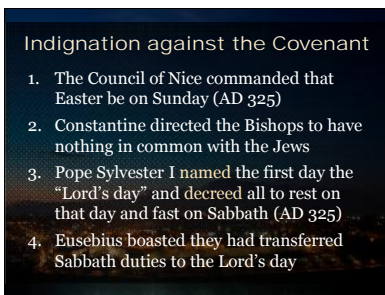 Indignation against the Covenant
1. The Council of Nice commanded that
Easter be on Sunday (AD 325)
2. Constantine directed the Bishops to have
nothing in common with the Jews
3. Pope Sylvester I named the first day the
“Lord’s day” and decreed all to rest on
that day and fast on Sabbath (AD 325)
4. Eusebius boasted they had transferred
Sabbath duties to the Lord’s day